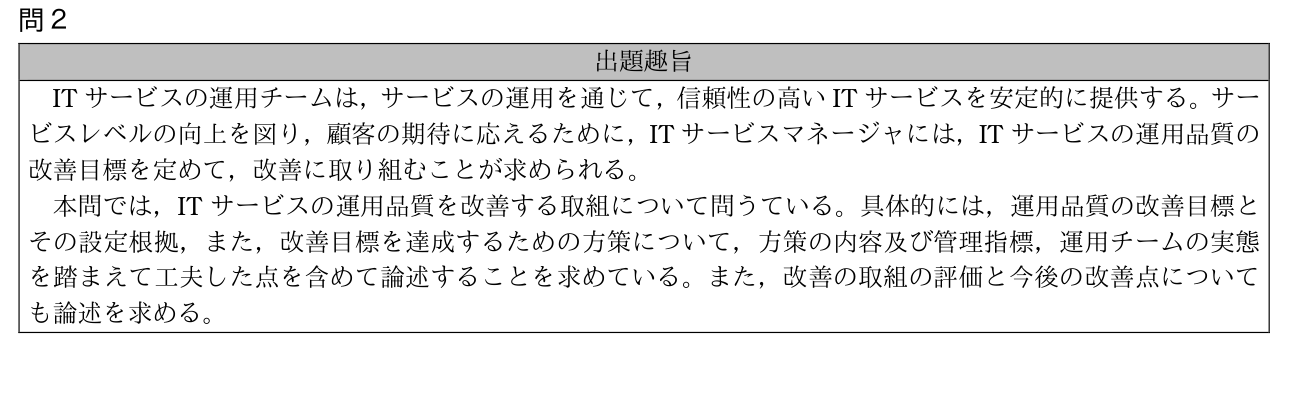 問２
出題趣旨
IT サービスの運用チームは，サービスの運用を通じて，信頼性の高い IT サービスを安定的に提供する。サー
ビスレベルの向上を図り，顧客の期待に応えるために，IT サービスマネージャには，IT サービスの運用品質の
改善目標を定めて，改善に取り組むことが求められる。
本問では，IT サービスの運用品質を改善する取組について問うている。具体的には，運用品質の改善目標と
その設定根拠，また，改善目標を達成するための方策について，方策の内容及び管理指標，運用チームの実態
を踏まえて工夫した点を含めて論述することを求めている。また，改善の取組の評価と今後の改善点について
も論述を求める。